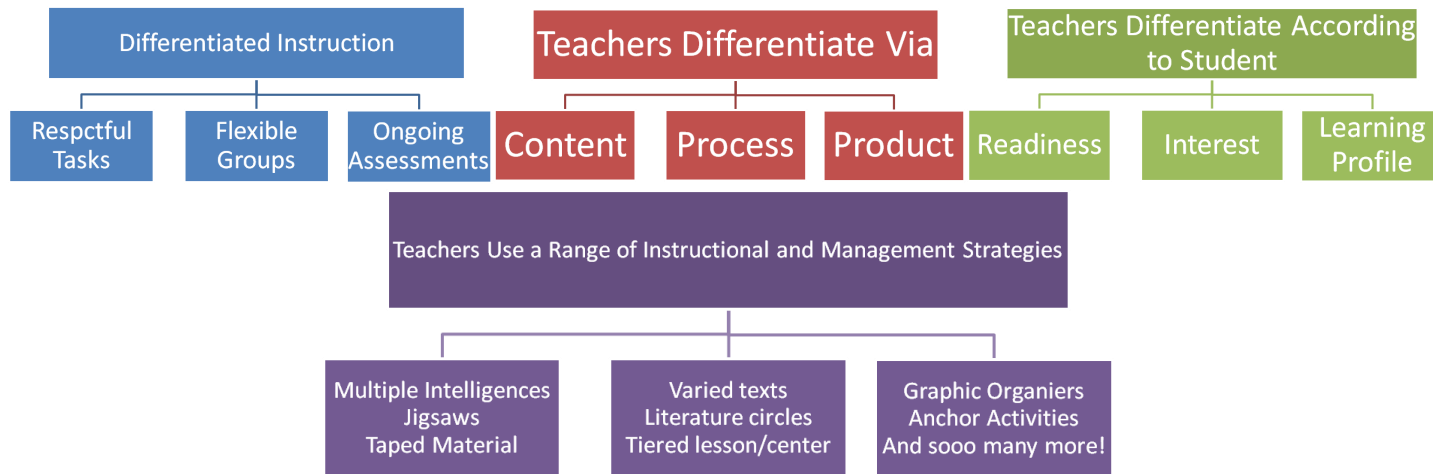 Differentiated Instruction
Respctful
Tasks
Flexible
Groups
Ongoing
Assessments
Teachers Differentiate Via
Content
Process
Product
Teachers Differentiate According
to Student
Readiness
Interest
Learning
Profile
Teachers Use a Range of Instructional and Management Strategies
Multiple Intelligences
Jigsaws
Taped Material
Varied texts
Literature circles
Tiered lesson/center
Graphic Organiers
Anchor Activities
And sooo many more!